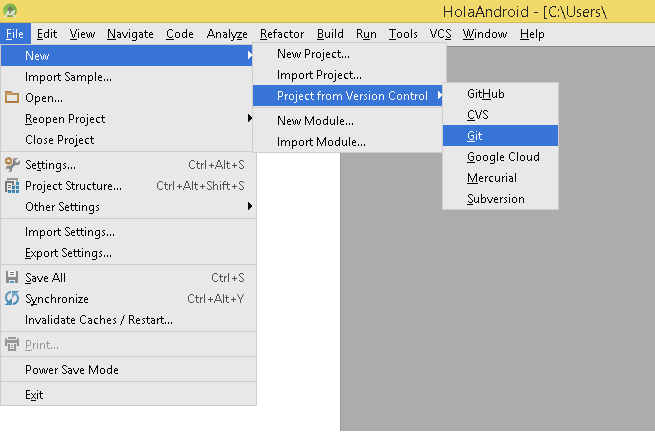 HolaAndroid - [C:\Users\
File Edit View Navigate Code Analyze Refactor Build Run Tools VCS Window Help
New
Import Sample...
Open...
Reopen Project
Close Project
Settings... Ctrl+Alt+S
Project Structure... Ctrl+Alt+Shift+S
Other Settings
Import Settings...
Export Settings...
Save All Ctrl+S
Synchronize Ctrl+Alt+Y
Invalidate Caches / Restart...
Print...
Power Save Mode
Exit
New Project...
Import Project...
Project from Version Control
New Module...
Import Module...
GitHub
CVS
Git
Google Cloud
Mercurial
Subversion